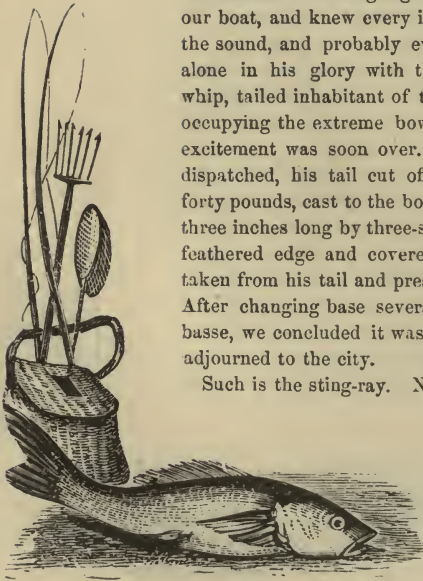 our boat, and knew every i
the sound, and probably ev
alone in his glory with t
whip, tailed inhabitant of t
occupying the extreme bow
excitement was soon over.
dispatched, his tail cut of
forty pounds, cast to the bo
three inches long by three-s
feathered edge and covere
taken from his tail and pre
After changing base sever
basse, we concluded it was
adjourned to the city.
Such is the sting-ray. N